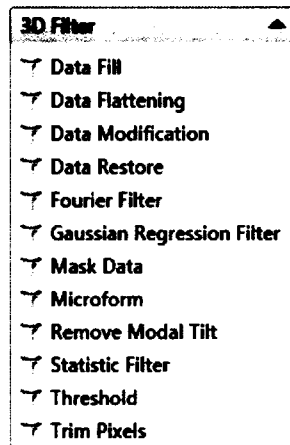 3D Filter
Data Fill
Data Flattening
Data Modification
Data Restore
Fourier Filter
Gaussian Regression Filter
Mask Data
Microform
Remove Modal Tilt
Statistic Filter
Threshold
Trim Pixels